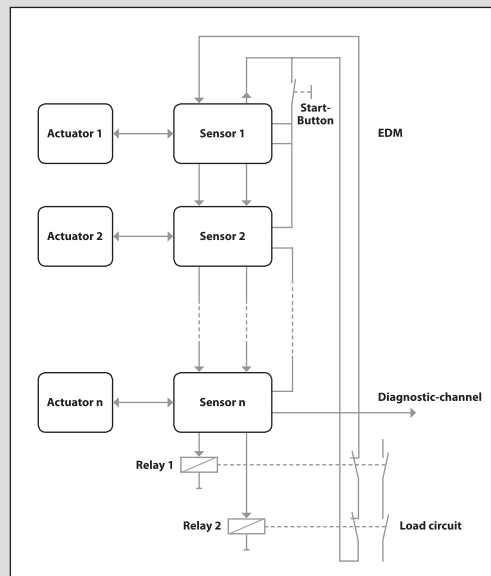 Start-
Button
Actuator 1
Sensor 1
EDM
Actuator 2
Sensor 2
Actuator n
Sensor n
Diagnostic-channel
Relay 1
Relay 2
Load circuit